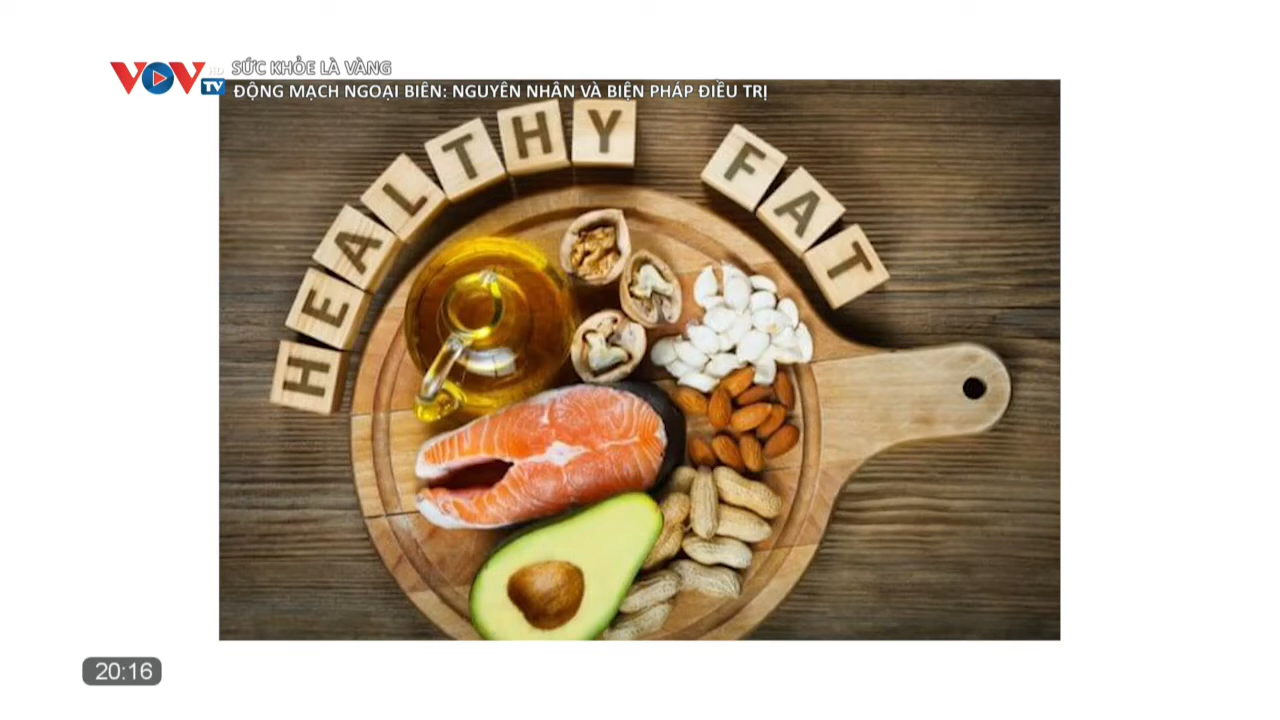 VOV HD SỨC KHỎE LÀ VÀNG
TV ĐỘNG MẠCH NGOẠI BIÊN: NGUYÊN NHÂN VÀ BIỆN PHÁP ĐIỀU TRỊ
HEALTHY FAT
20:16